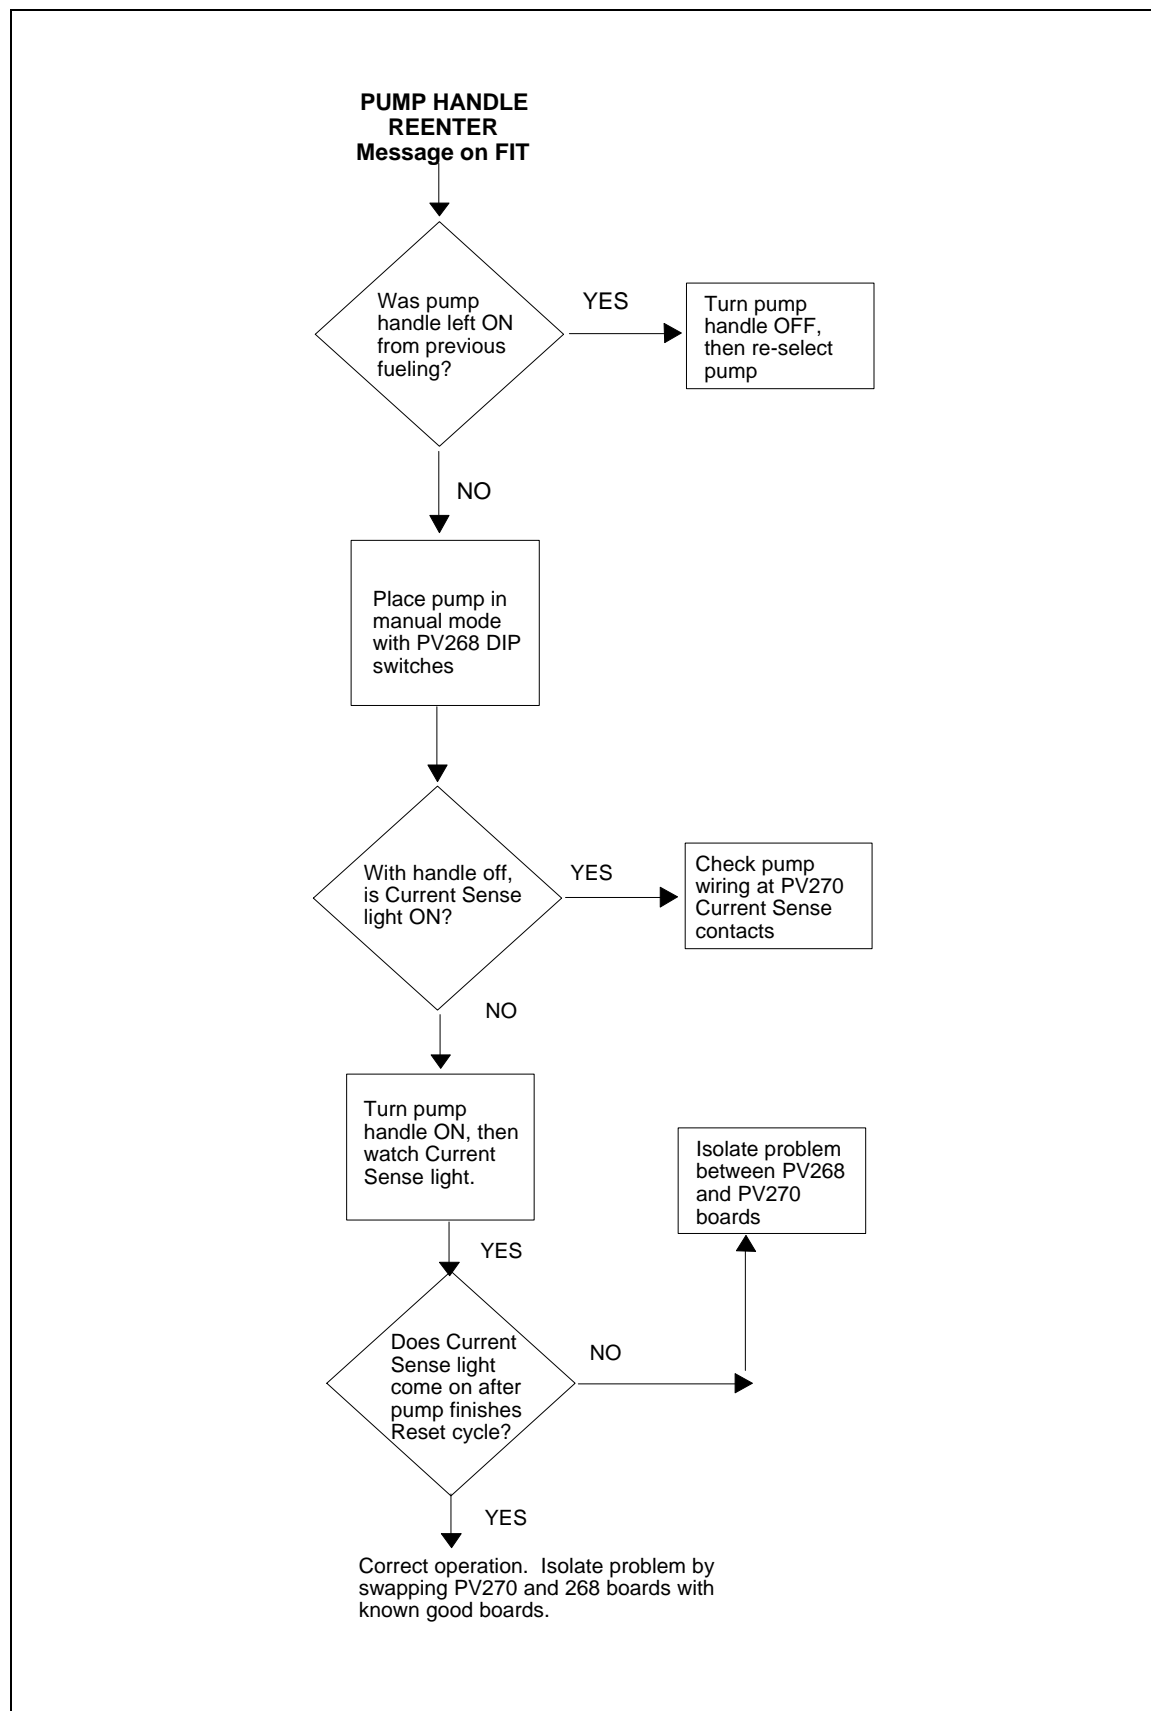 PUMP HANDLE
REENTER
Message on FIT
Was pump
handle left ON
from previous
fueling?
YES
Turn pump
handle OFF,
then re-select
pump
NO
Place pump in
manual mode
with PV268 DIP
switches
With handle off,
is Current Sense
light ON?
YES
Check pump
wiring at PV270
Current Sense
contacts
NO
Turn pump
handle ON, then
watch Current
Sense light.
Isolate problem
between PV268
and PV270
boards
YES
Does Current
Sense light
come on after
pump finishes
Reset cycle?
NO
YES
Correct operation.  Isolate problem by
swapping PV270 and 268 boards with
known good boards.